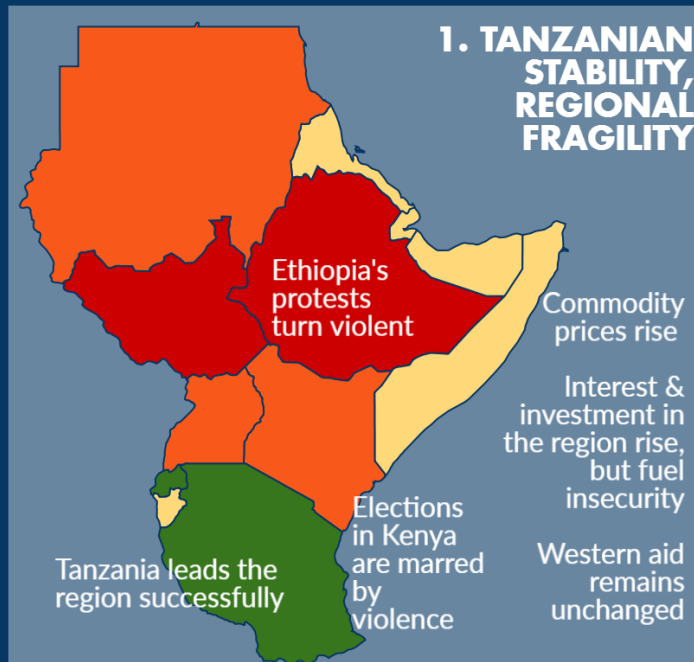 1. TANZANIAN
STABILITY,
REGIONAL
FRAGILITY
Ethiopia's
protests
turn violent
Commodity
prices rise
Interest &
investment in
the region rise,
but fuel
insecurity
Elections
in Kenya
are marred
by
violence
Tanzania leads the
region successfully
Western aid
remains
unchanged